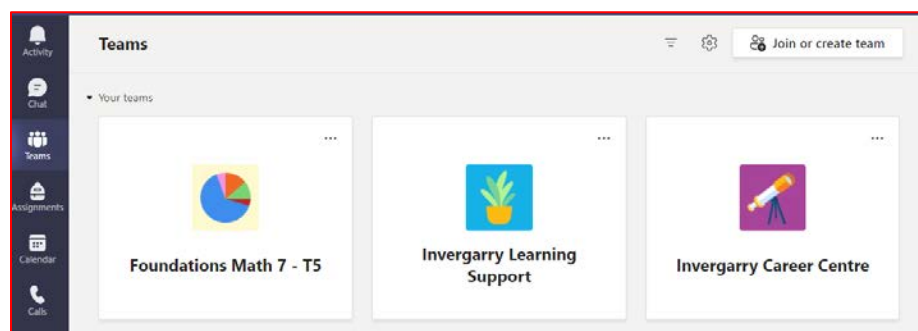 Activity
Chat
Teams
Assignments
Calendar
Calls
Teams
Join or create team
Your teams
Foundations Math 7 - T5
Invergarry Learning
Support
Invergarry Career Centre